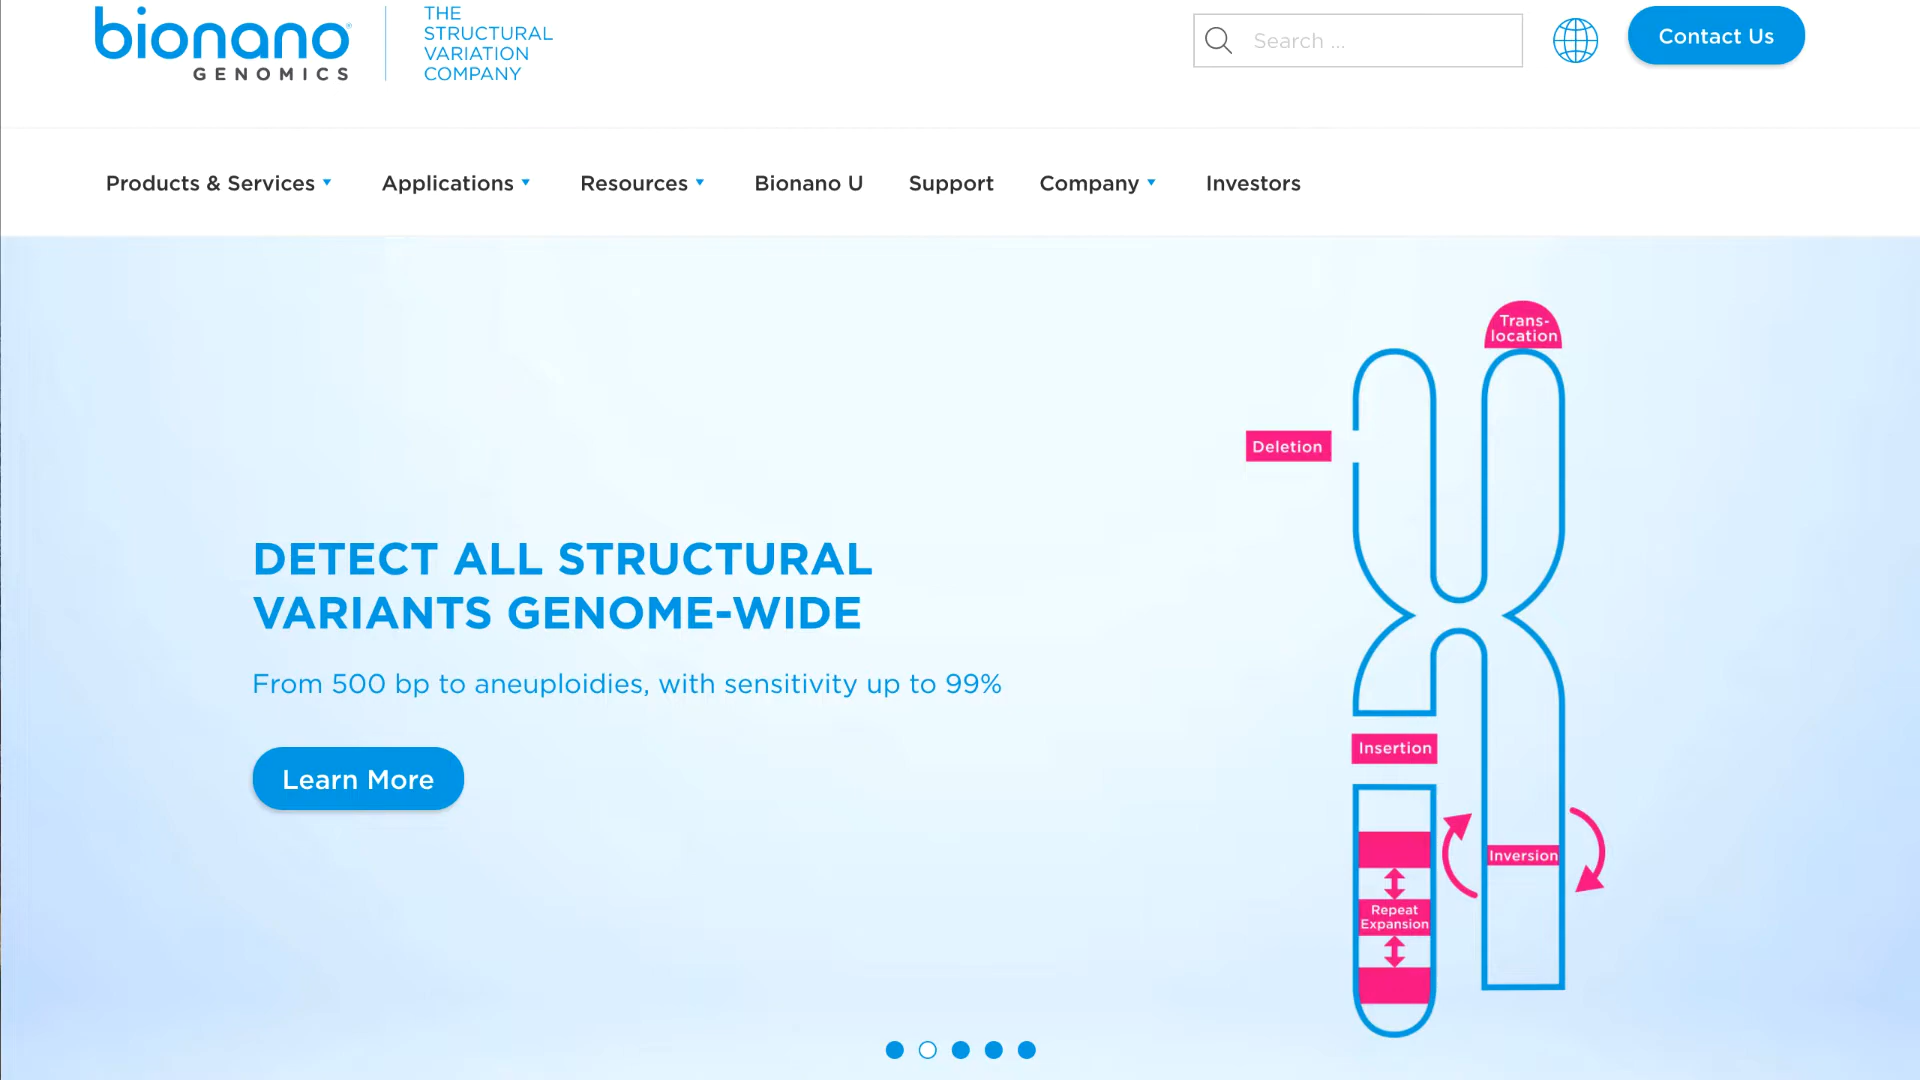 bionano
GENOMICS
THE
STRUCTURAL
VARIATION
COMPANY
Search ...
Contact Us
Products & Services
Applications
Resources
Bionano U
Support
Company
Investors
Trans-
location
Deletion
DETECT ALL STRUCTURAL
VARIANTS GENOME-WIDE
From 500 bp to aneuploidies, with sensitivity up to 99%
Learn More
Insertion
Inversion
Repeat
Expansion